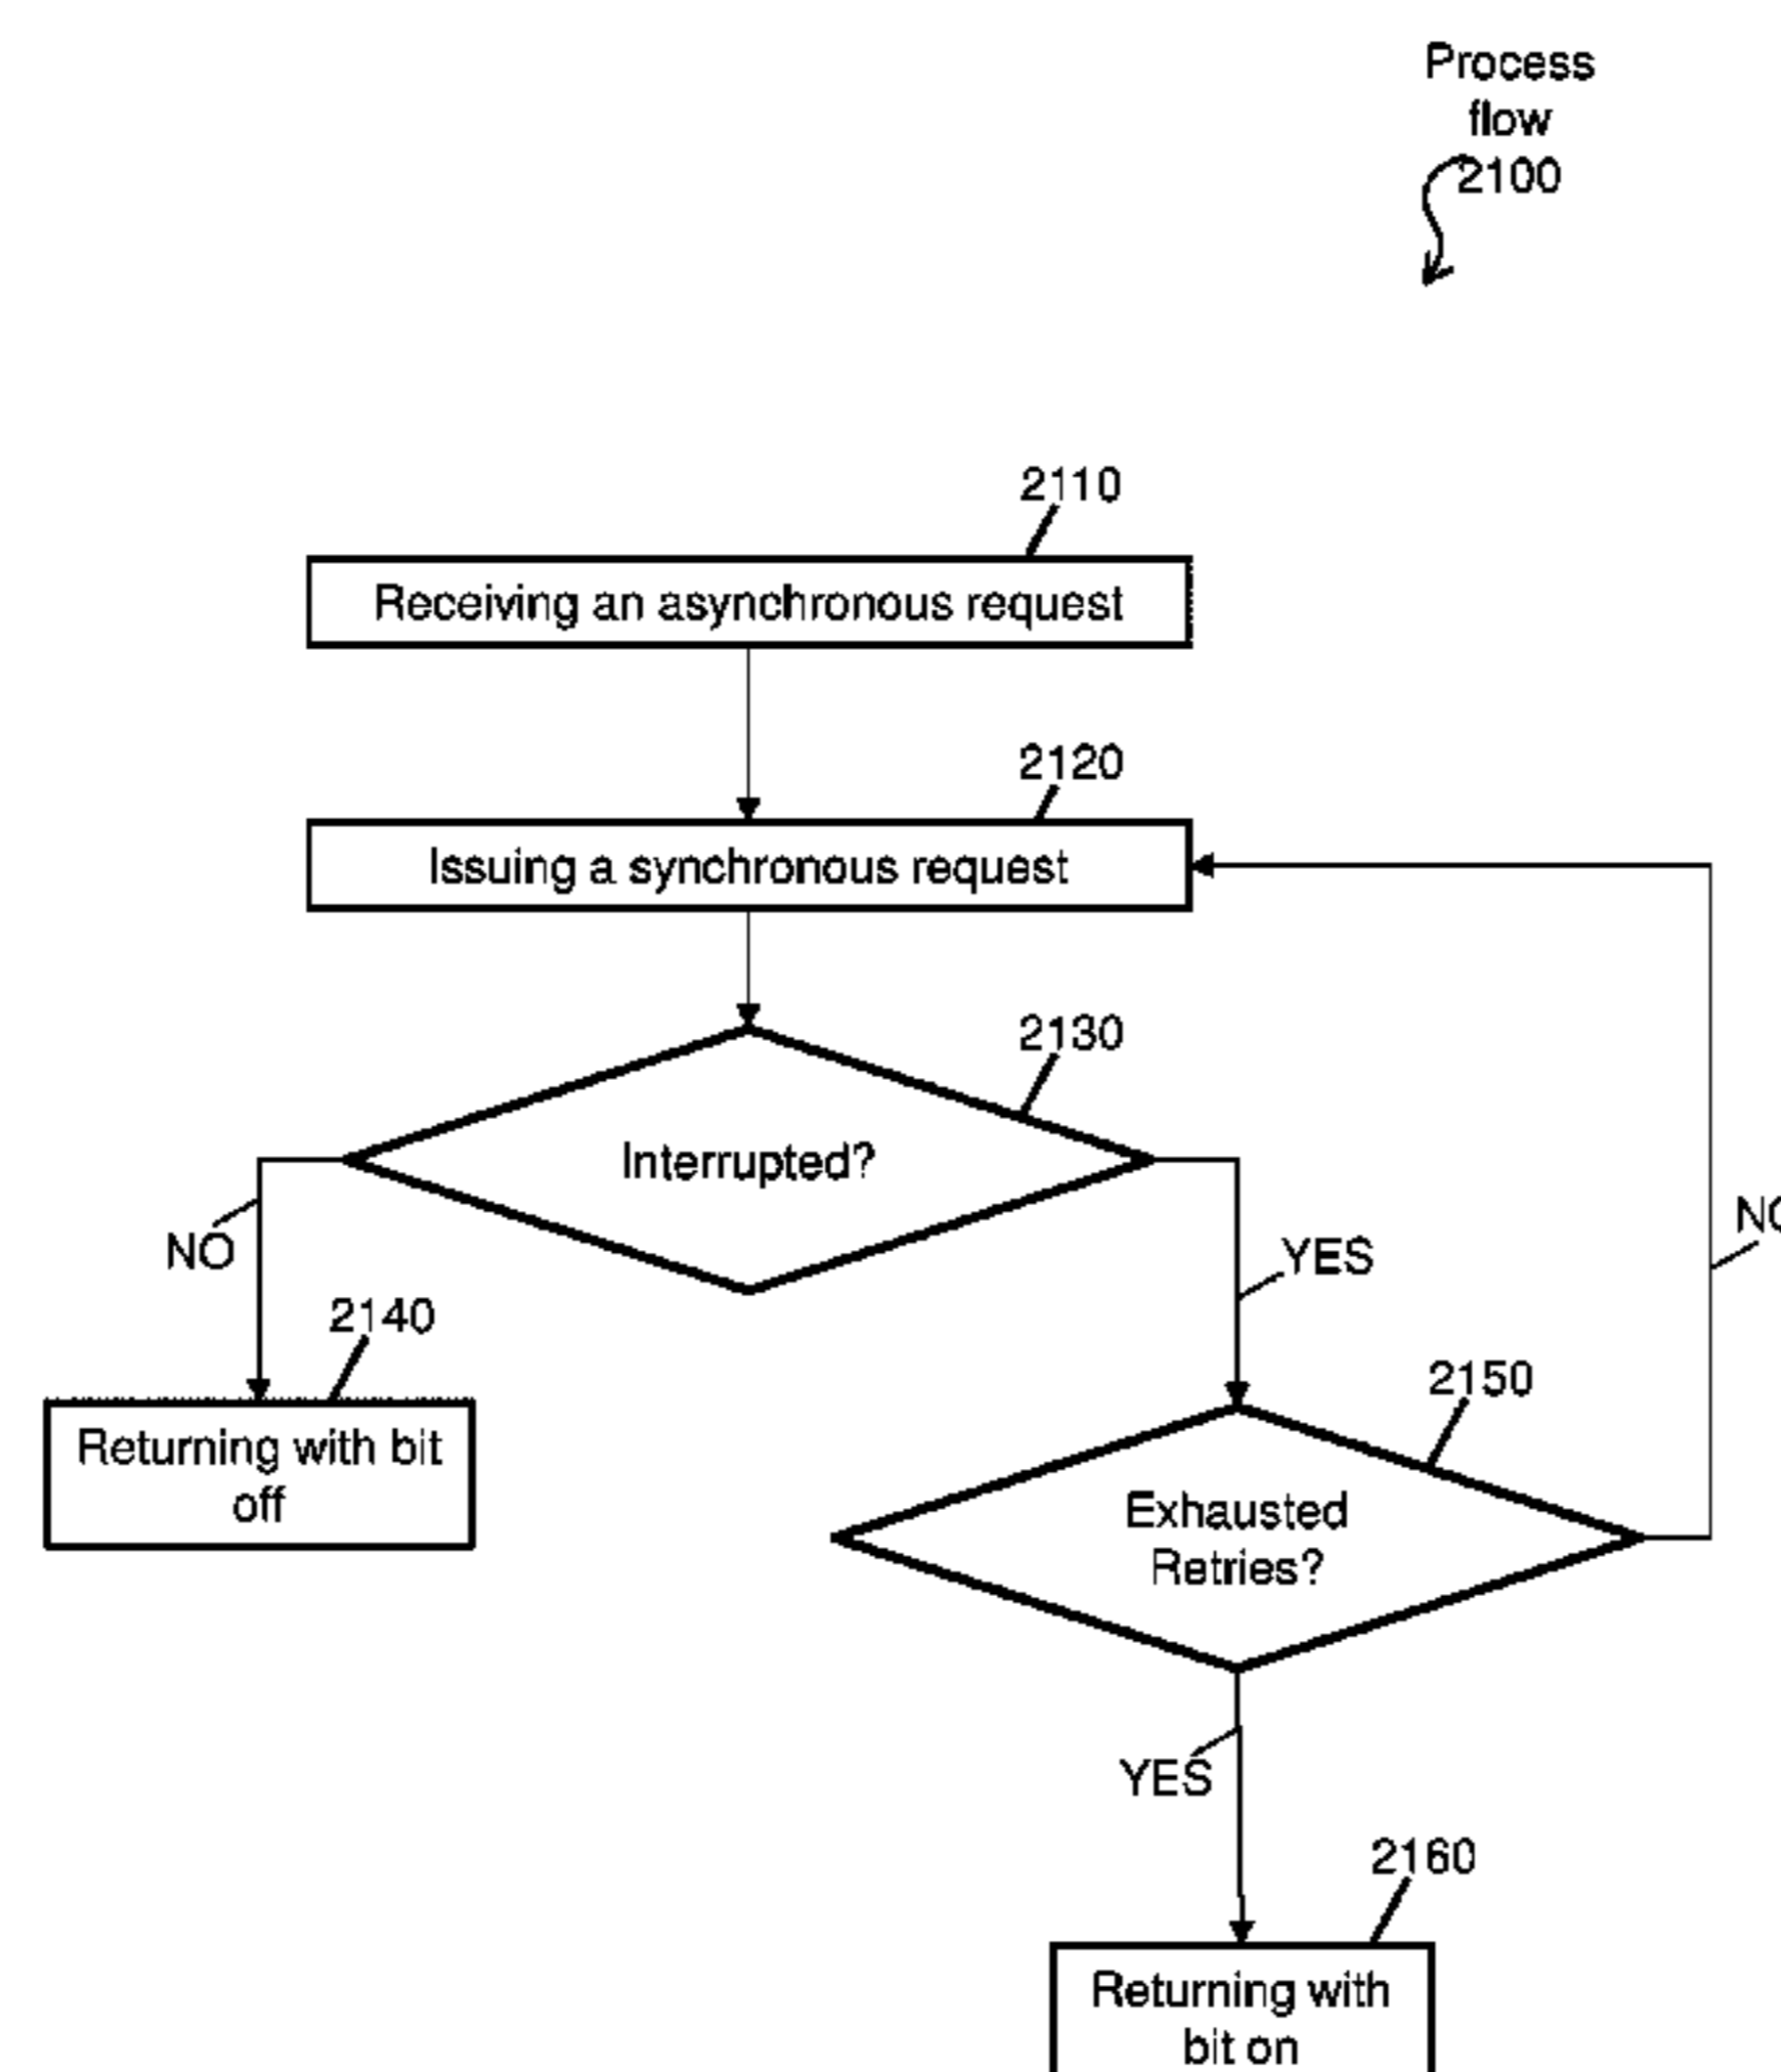 Process
flow
2100
2110
Receiving an asynchronous request
2120
Issuing a synchronous request
2130
Interrupted?
NO
YES
NO
2140
Returning with bit
off
2150
Exhausted
Retries?
YES
2160
Returning with
bit on